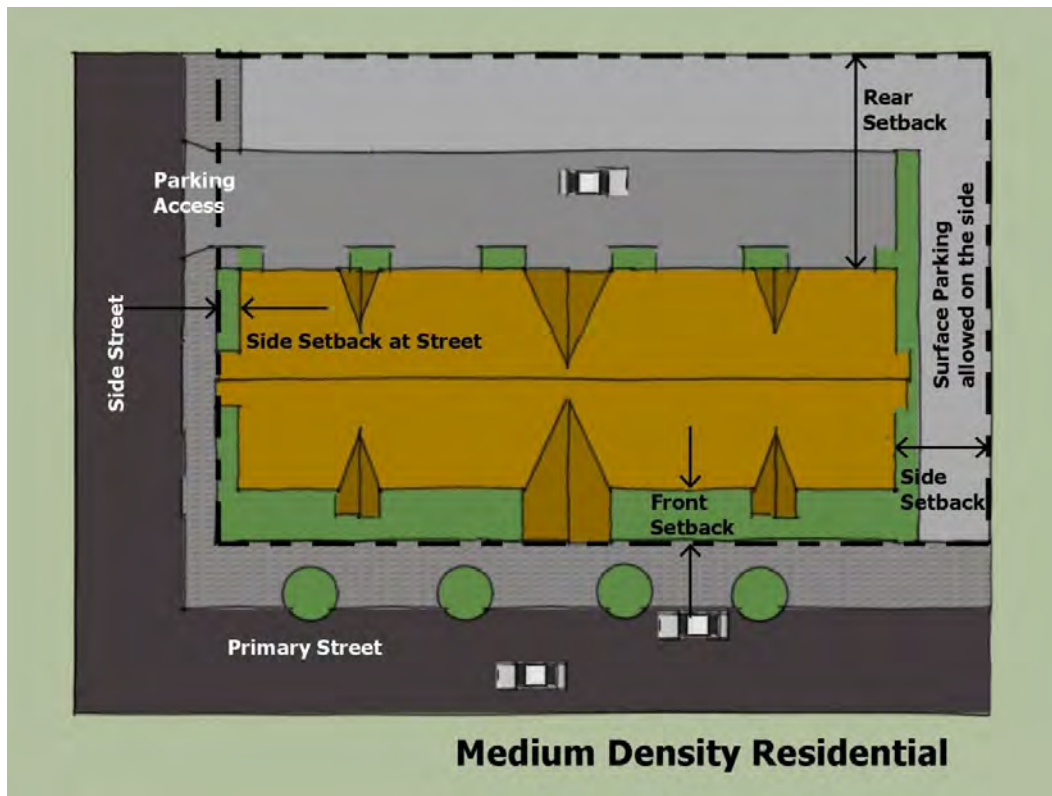 Rear
Setback
Parking
Access
Side Street
Side Setback at Street
Surface Parking
allowed on the side
Front
Setback
Side
Setback
Primary Street
Medium Density Residential